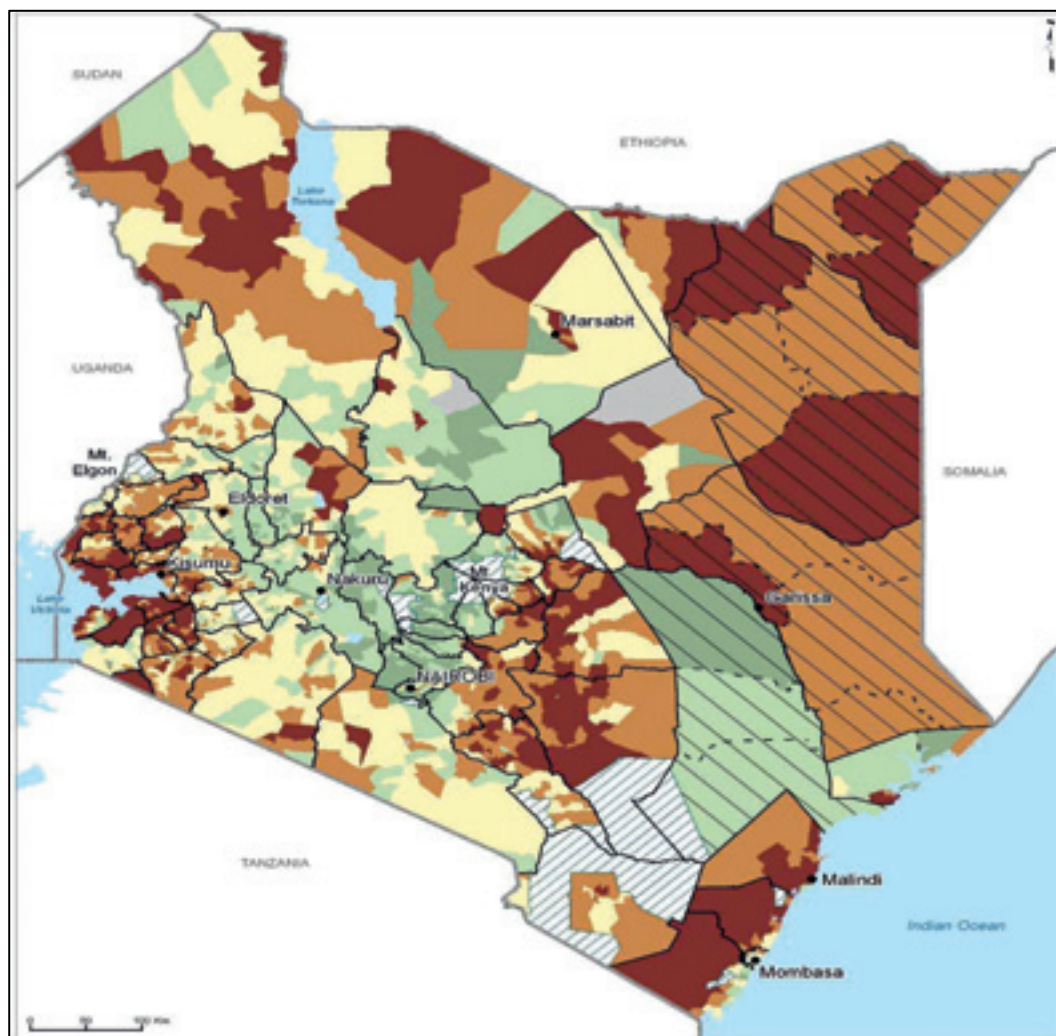 SUDAN
ETHIOPIA
Lake
Turkana
Marsabit
UGANDA
Mt.
Elgon
SOMALIA
Eldoret
Kisumu
Nakuru
Mt.
Kenya
Garissa
Lake
Victoria
NAIROBI
TANZANIA
Malindi
Indian Ocean
Mombasa
0 50 100 Km